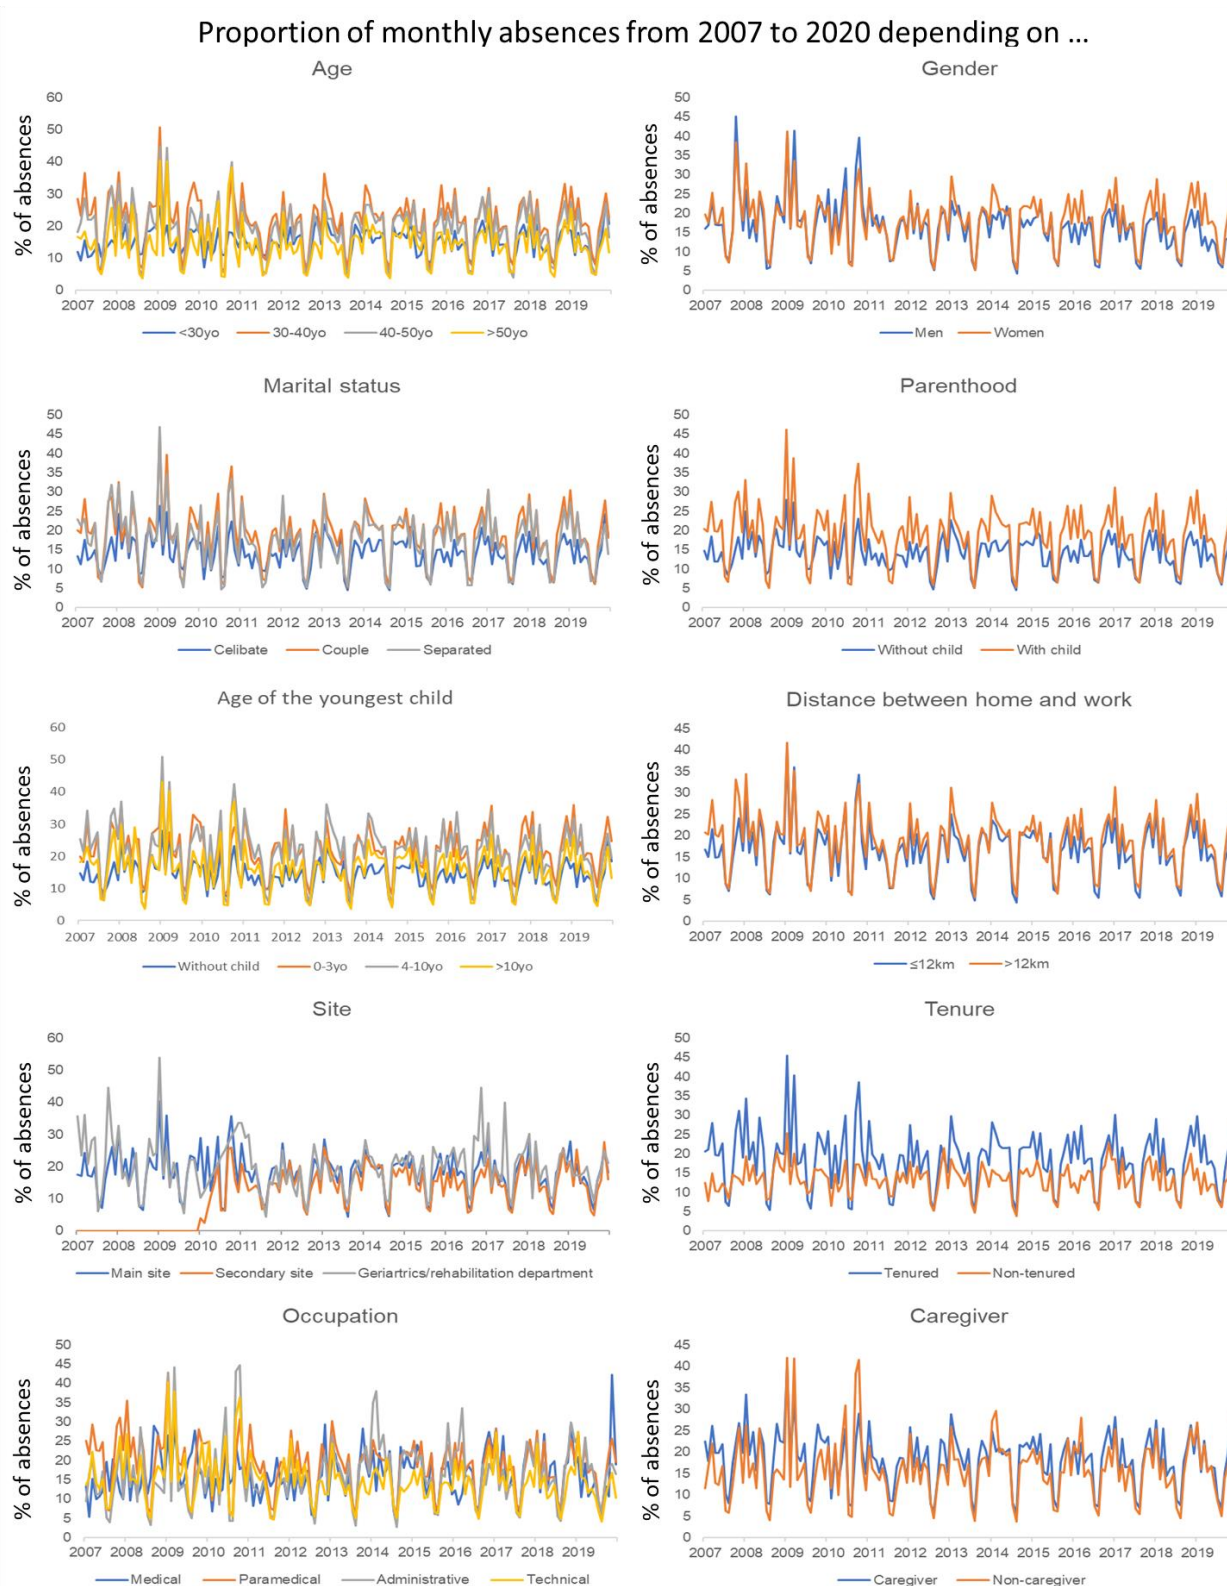 Proportion of monthly absences from 2007 to 2020 depending on ...
Age
% of absences
60
50
40
30
20
10
0
2007 2008 2009 2010 2011 2012 2013 2014 2015 2016 2017 2018 2019
<30yo 30-40yo 40-50yo >50yo
Gender
% of absences
50
45
40
35
30
25
20
15
10
5
0
2007 2008 2009 2010 2011 2012 2013 2014 2015 2016 2017 2018 2019
Men Women
Marital status
% of absences
50
45
40
35
30
25
20
15
10
5
0
2007 2008 2009 2010 2011 2012 2013 2014 2015 2016 2017 2018 2019
Celibate Couple Separated
Parenthood
% of absences
50
45
40
35
30
25
20
15
10
5
0
2007 2008 2009 2010 2011 2012 2013 2014 2015 2016 2017 2018 2019
Without child With child
Age of the youngest child
% of absences
60
50
40
30
20
10
0
2007 2008 2009 2010 2011 2012 2013 2014 2015 2016 2017 2018 2019
Without child 0-3yo 4-10yo >10yo
Distance between home and work
% of absences
45
40
35
30
25
20
15
10
5
0
2007 2008 2009 2010 2011 2012 2013 2014 2015 2016 2017 2018 2019
≤12km >12km
Site
% of absences
60
50
40
30
20
10
0
2007 2008 2009 2010 2011 2012 2013 2014 2015 2016 2017 2018 2019
Main site Secondary site Geriartrics/rehabilitation department
Tenure
% of absences
50
45
40
35
30
25
20
15
10
5
0
2007 2008 2009 2010 2011 2012 2013 2014 2015 2016 2017 2018 2019
Tenured Non-tenured
Occupation
% of absences
50
45
40
35
30
25
20
15
10
5
0
2007 2008 2009 2010 2011 2012 2013 2014 2015 2016 2017 2018 2019
Medical Paramedical Administrative Technical
Caregiver
% of absences
45
40
35
30
25
20
15
10
5
0
2007 2008 2009 2010 2011 2012 2013 2014 2015 2016 2017 2018 2019
Caregiver Non-caregiver